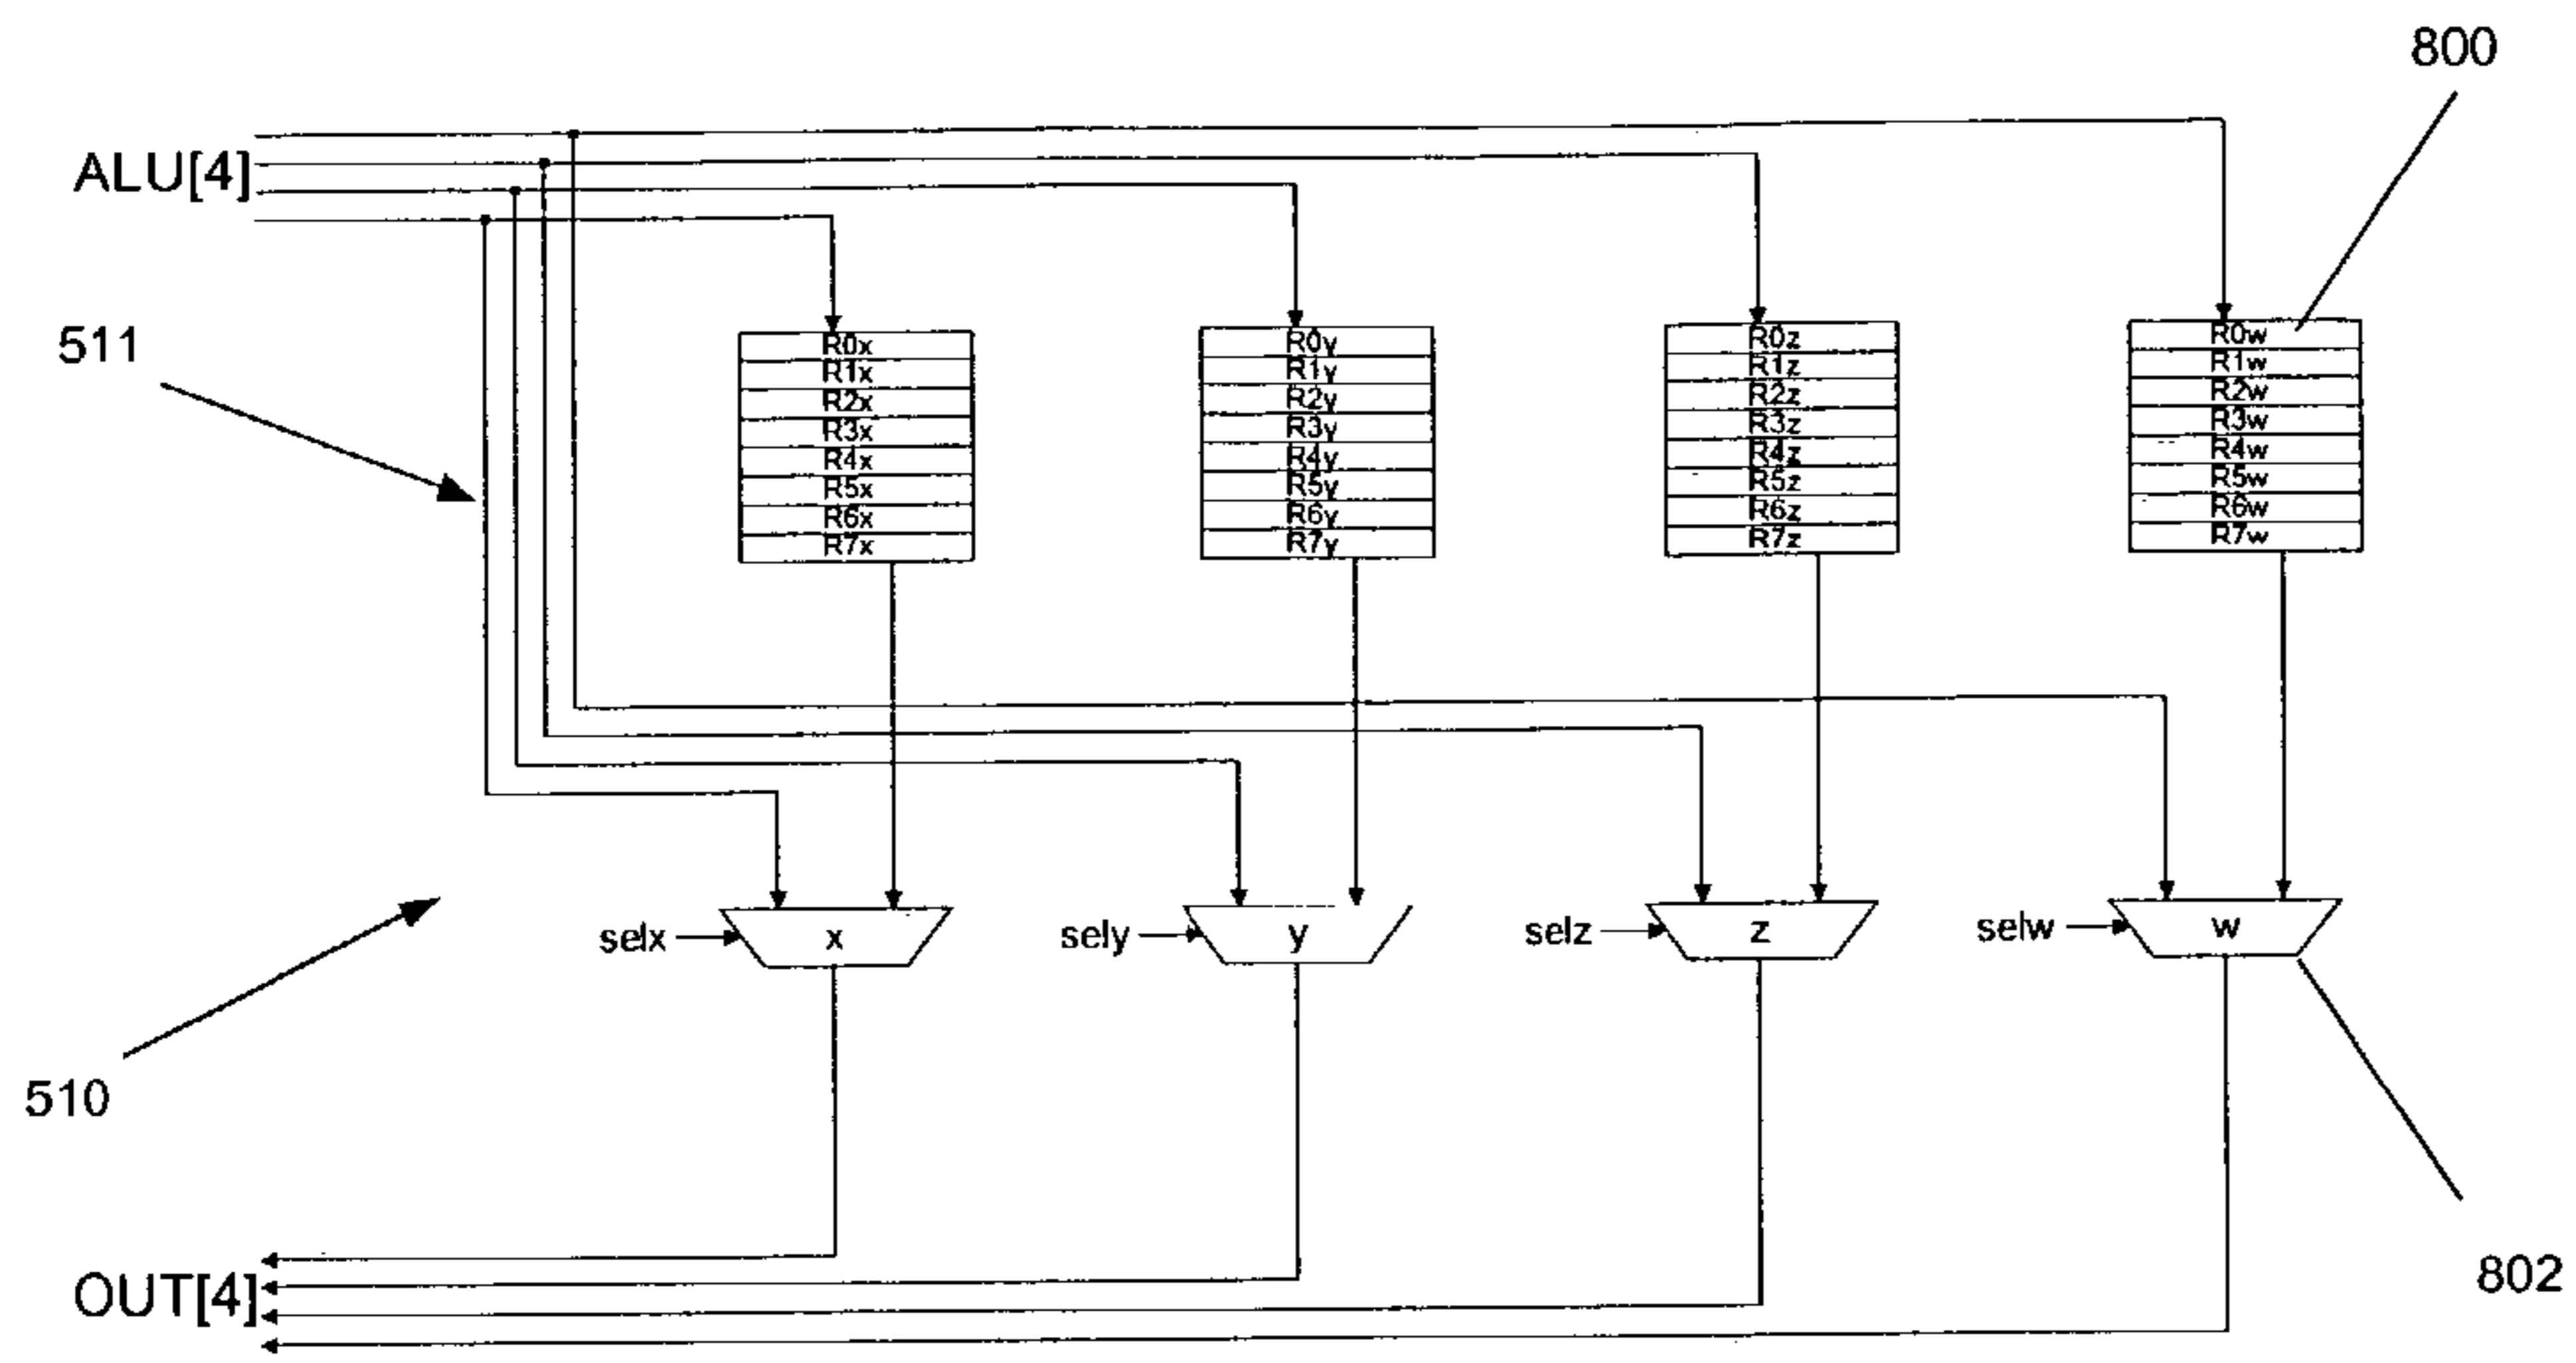 800
ALU[4]
511
R0x
R1x
R2x
R3x
R4x
R5x
R6x
R7x
R0y
R1y
R2y
R3y
R4y
R5y
R6y
R7y
R0z
R1z
R2z
R3z
R4z
R5z
R6z
R7z
R0w
R1w
R2w
R3w
R4w
R5w
R6w
R7w
selx
x
sely
y
selz
z
selw
w
510
802
OUT[4]